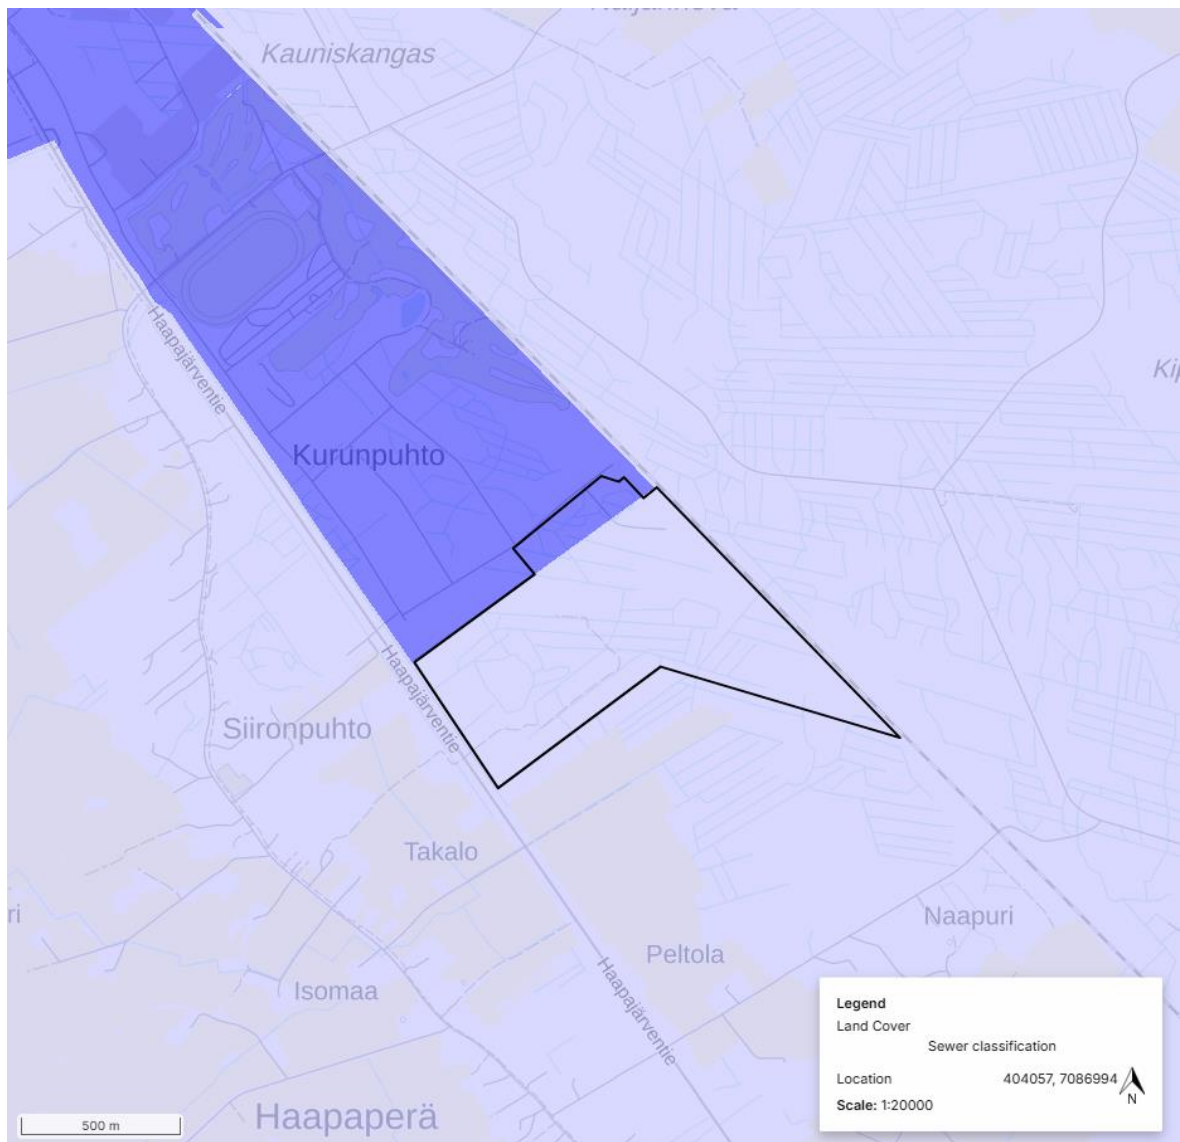 Kauniskangas
Haapajärventie
Kurunpuhto
Haapajärventie
Siironpuhto
Takalo
ri
Naapuri
Peltola
Isomaa
Haapajärventie
Haapaperä
Legend
Land Cover
Sewer classification
Location 404057, 7086994
Scale: 1:20000
N
500 m